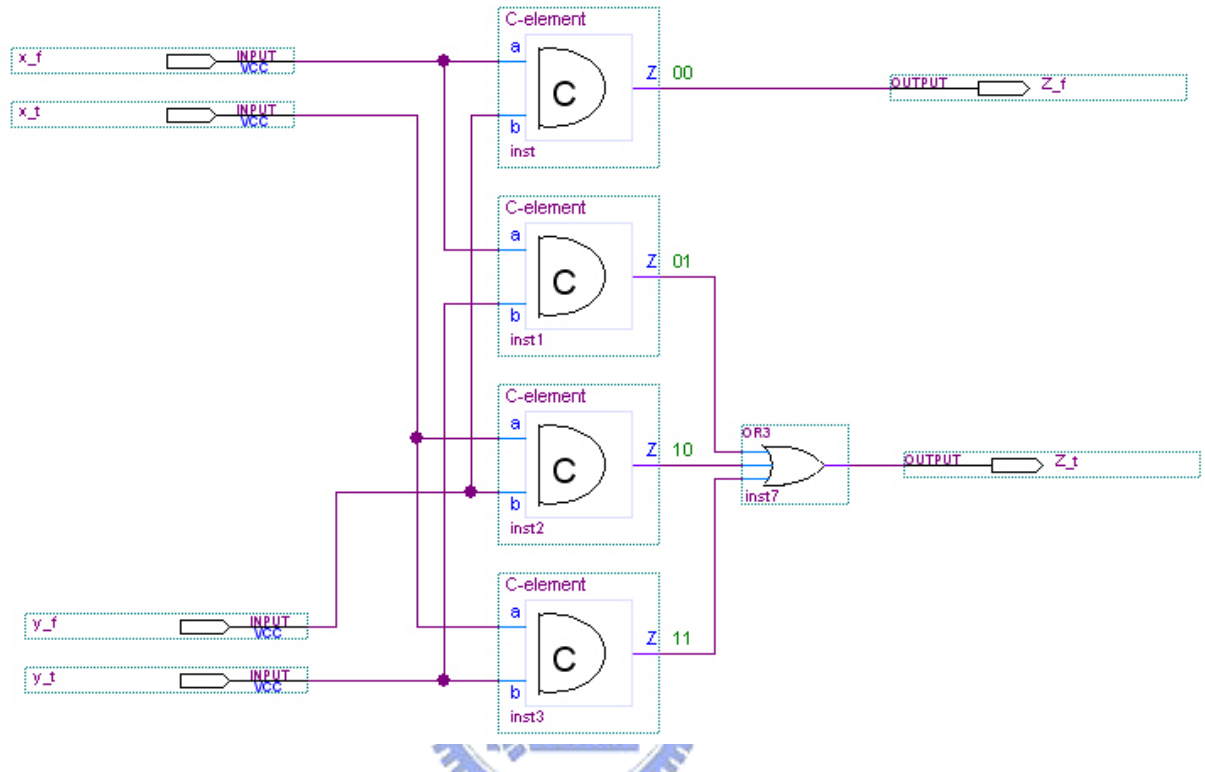 C-element
x_f INPUT VCC a Z 00 OUTPUT Z_f
C
x_t INPUT VCC b
inst
C-element
a Z 01
C
b
inst1
C-element
a Z 10 OR3
C OUTPUT Z_t
b inst7
inst2
C-element
y_f INPUT VCC a Z 11
C
y_t INPUT VCC b
inst3